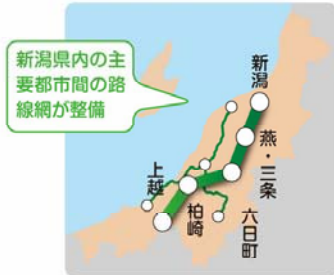 新潟県内の主
要都市間の路
線網が整備
新潟
燕・三条
上越
柏崎
六日町